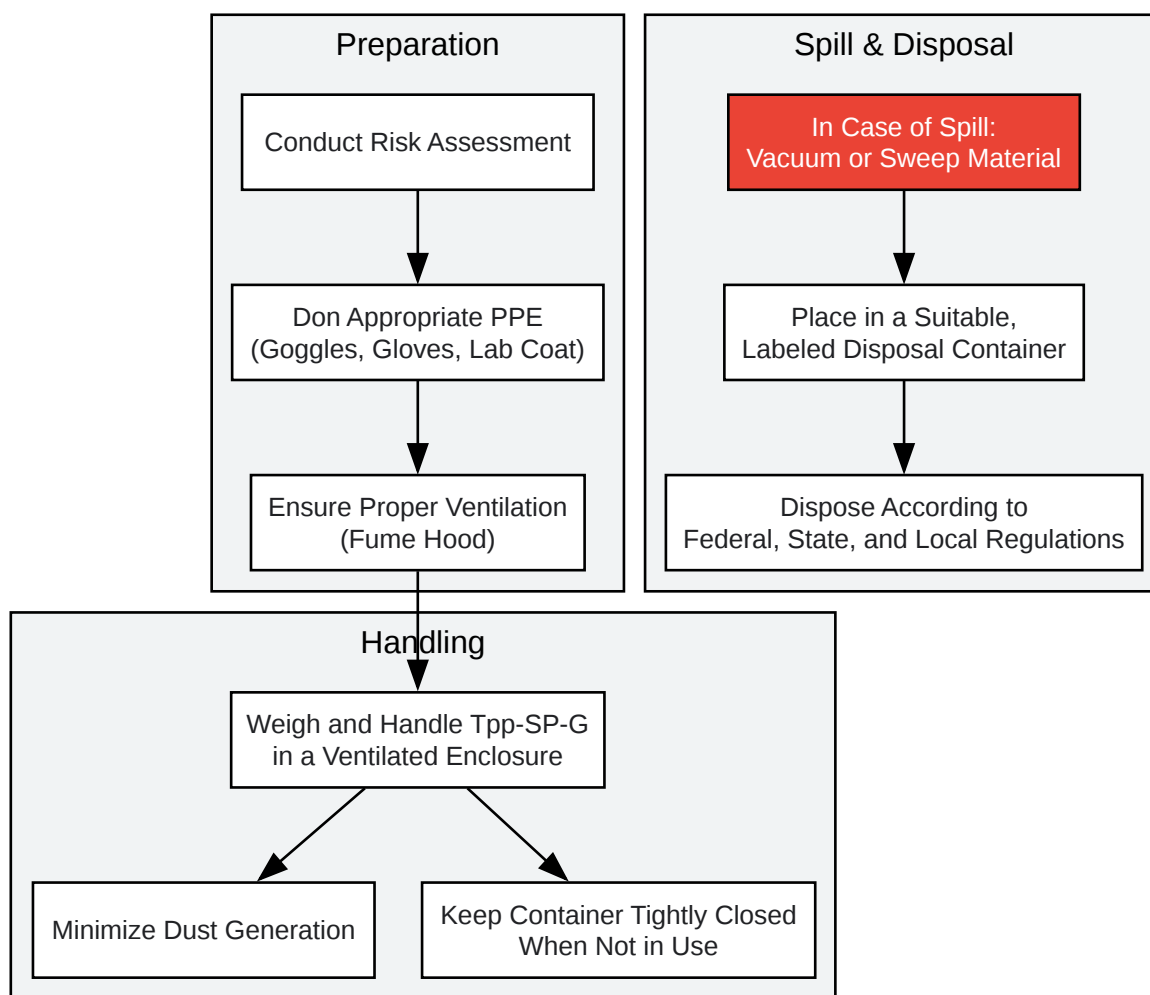 Preparation
Conduct Risk Assessment
Don Appropriate PPE
(Goggles, Gloves, Lab Coat)
Ensure Proper Ventilation
(Fume Hood)
Spill & Disposal
In Case of Spill:
Vacuum or Sweep Material
Place in a Suitable,
Labeled Disposal Container
Dispose According to
Federal, State, and Local Regulations
Handling
Weigh and Handle Tpp-SP-G
in a Ventilated Enclosure
Minimize Dust Generation
Keep Container Tightly Closed
When Not in Use